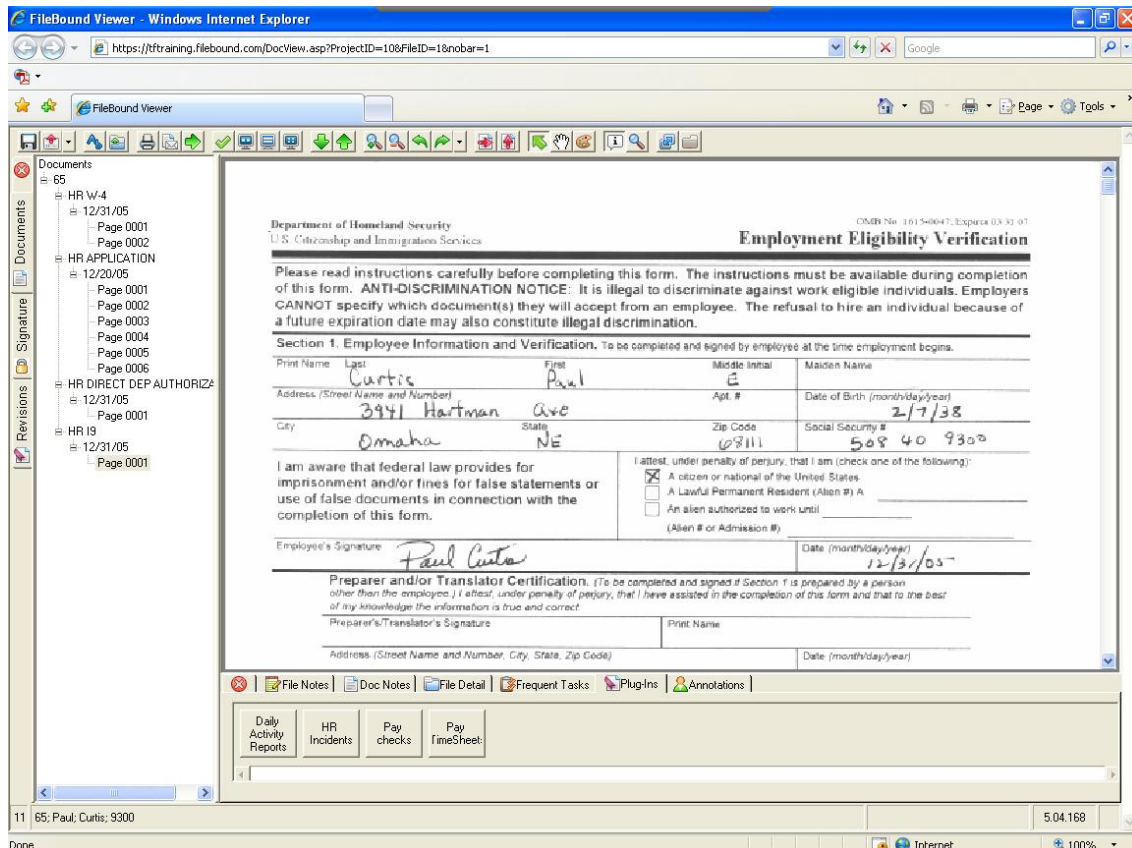 FileBound Viewer - Windows Internet Explorer
https://tftraining.filebound.com/DocView.asp?ProjectID=10&FileID=1&nobar=1
Google
FileBound Viewer
Page
Tools
Documents
Signature
Revisions
Documents
65
HR W-4
12/31/05
Page 0001
Page 0002
HR APPLICATION
12/20/05
Page 0001
Page 0002
Page 0003
Page 0004
Page 0005
Page 0006
HR DIRECT DEP AUTHORIZA
12/31/05
Page 0001
HR I9
12/31/05
Page 0001
Department of Homeland Security
U.S. Citizenship and Immigration Services
OMB No. 1615-0047; Expires 03/31/07
Employment Eligibility Verification
Please read instructions carefully before completing this form. The instructions must be available during completion
of this form. ANTI-DISCRIMINATION NOTICE: It is illegal to discriminate against work eligible individuals. Employers
CANNOT specify which document(s) they will accept from an employee. The refusal to hire an individual because of
a future expiration date may also constitute illegal discrimination.
Section 1. Employee Information and Verification. To be completed and signed by employee at the time employment begins.
Print Name Last First Middle Initial Maiden Name
Curtis Paul E
Address (Street Name and Number) Apt. # Date of Birth (month/day/year)
3941 Hartman Ave 2/7/38
City State Zip Code Social Security #
Omaha NE 68111 508 40 9300
I am aware that federal law provides for
imprisonment and/or fines for false statements or
use of false documents in connection with the
completion of this form.
I attest, under penalty of perjury, that I am (check one of the following):
A citizen or national of the United States
A Lawful Permanent Resident (Alien #) A
An alien authorized to work until
(Alien # or Admission #)
Employee's Signature Date (month/day/year)
Paul Curtis 12/31/05
Preparer and/or Translator Certification. (To be completed and signed if Section 1 is prepared by a person
other than the employee.) I attest, under penalty of perjury, that I have assisted in the completion of this form and that to the best
of my knowledge the information is true and correct.
Preparer's/Translator's Signature Print Name
Address (Street Name and Number, City, State, Zip Code) Date (month/day/year)
File Notes Doc Notes File Detail Frequent Tasks Plug-Ins Annotations
Daily
Activity
Reports
HR
Incidents
Pay
checks
Pay
TimeSheet:
11 65; Paul; Curtis; 9300 5.04.168
Done Internet 100%